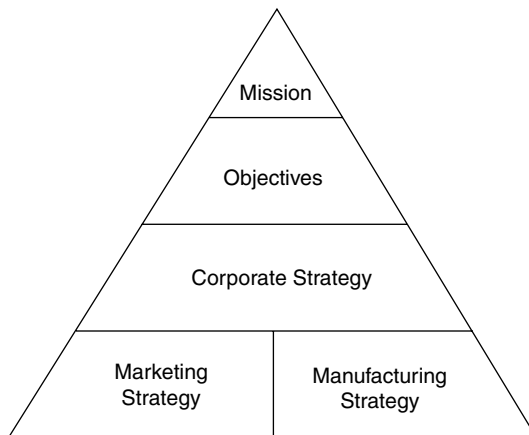 Mission
Objectives
Corporate Strategy
Marketing
Strategy
Manufacturing
Strategy